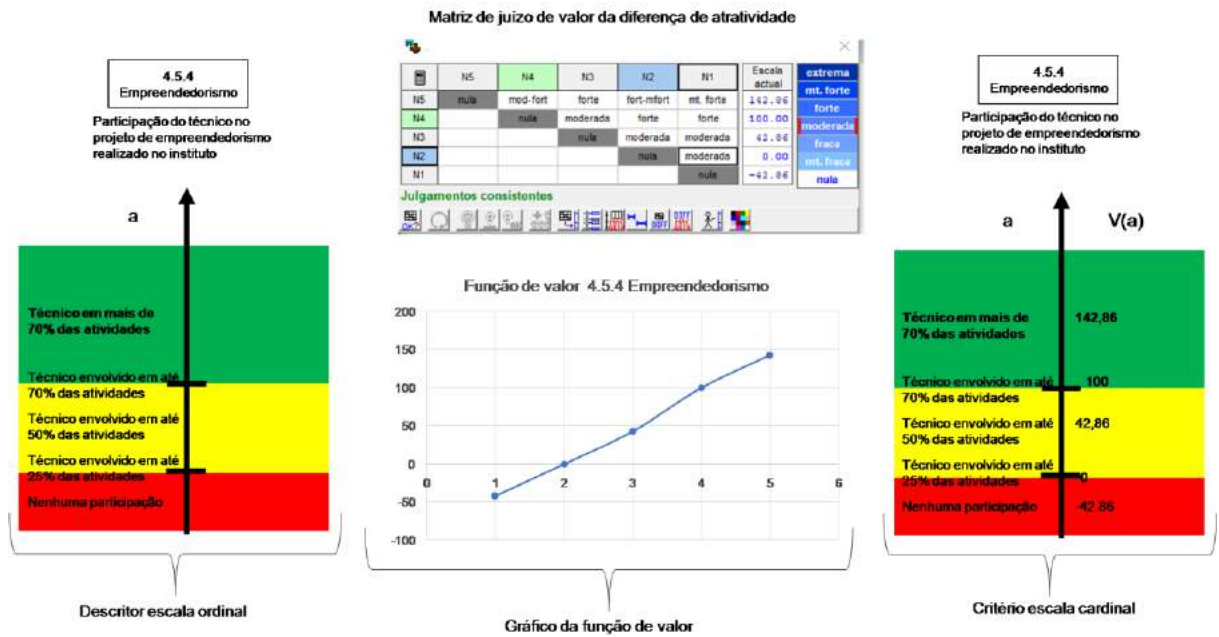 Matriz de juízo de valor da diferença de atratividade
4.5.4
Empreendedorismo
Participação do técnico no
projeto de empreendedorismo
realizado no instituto
a
Técnico em mais de
70% das atividades
Técnico envolvido em até
70% das atividades
Técnico envolvido em até
50% das atividades
Técnico envolvido em até
25% das atividades
Nenhuma participação
Descritor escala ordinal
N5 N4 N3 N2 N1 Escala actual
N5 nula mod-fort forte fort-mfort mt. forte 142.86
N4 nula moderada forte forte 100.00
N3 nula moderada moderada 42.86
N2 nula moderada 0.00
N1 nula -42.86
extrema
mt. forte
forte
moderada
fraca
mt. fraca
nula
Julgamentos consistentes
OK?
DIFF
DIFF
Função de valor 4.5.4 Empreendedorismo
200
150
100
50
0
-50
-100
0 1 2 3 4 5 6
Gráfico da função de valor
4.5.4
Empreendedorismo
Participação do técnico no
projeto de empreendedorismo
realizado no instituto
a V(a)
Técnico em mais de 142,86
70% das atividades
Técnico envolvido em até 100
70% das atividades
Técnico envolvido em até 42,86
50% das atividades
Técnico envolvido em até
25% das atividades 0
Nenhuma participação -42.86
Critério escala cardinal